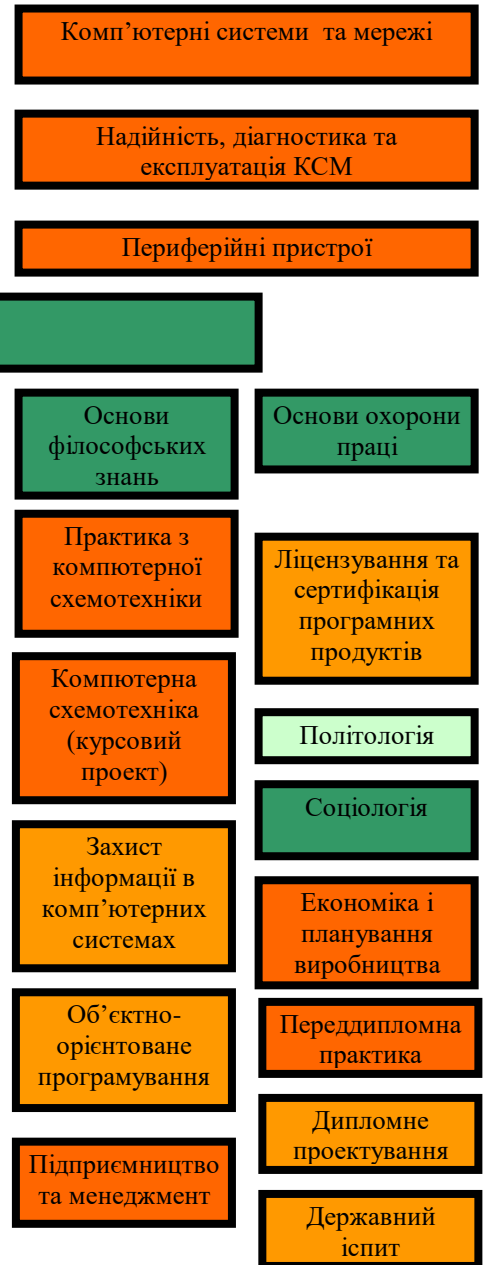 Комп’ютерні системи та мережі
Надійність, діагностика та
експлуатація КСМ
Периферійні пристрої
Основи
філософських
знань
Практика з
компютерної
схемотехніки
Компютерна
схемотехніка
(курсовий
проект)
Захист
інформації в
комп’ютерних
системах
Об’єктно-
орієнтоване
програмування
Підприємництво
та менеджмент
Основи охорони
праці
Ліцензування та
сертифікація
програмних
продуктів
Політологія
Соціологія
Економіка і
планування
виробництва
Переддипломна
практика
Дипломне
проектування
Державний
іспит